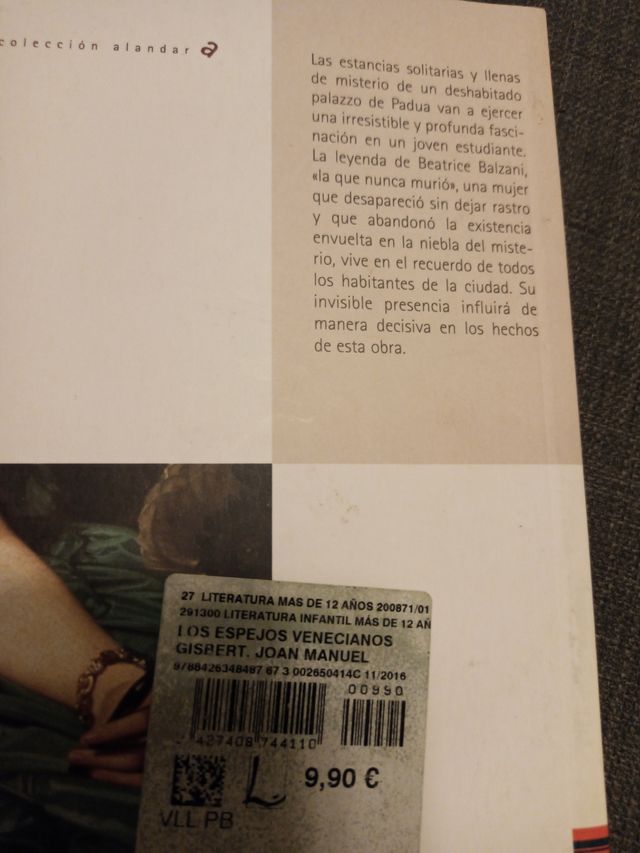 colección alandar a
Las estancias solitarias y llenas
de misterio de un deshabitado
palazzo de Padua van a ejercer
una irresistible y profunda fasci-
nación en un joven estudiante.
La leyenda de Beatrice Balzani,
«la que nunca murió», una mujer
que desapareció sin dejar rastro
y que abandonó la existencia
envuelta en la niebla del miste-
rio, vive en el recuerdo de todos
los habitantes de la ciudad. Su
invisible presencia influirá de
manera decisiva en los hechos
de esta obra.
27 LITERATURA MAS DE 12 AÑOS 200871/01
291300 LITERATURA INFANTIL MÁS DE 12 AÑ
LOS ESPEJOS VENECIANOS
GISBERT. JOAN MANUEL
9788426348487 67 3 002650414C 11/2016
00990
427408 744110
L 9,90 €
VLL PB